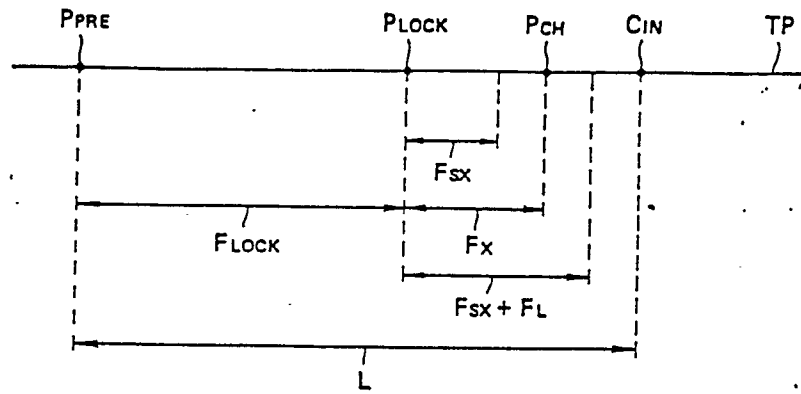 PPRE PLOCK PCH CIN TP
FSX
FLOCK FX
FSX + FL
L